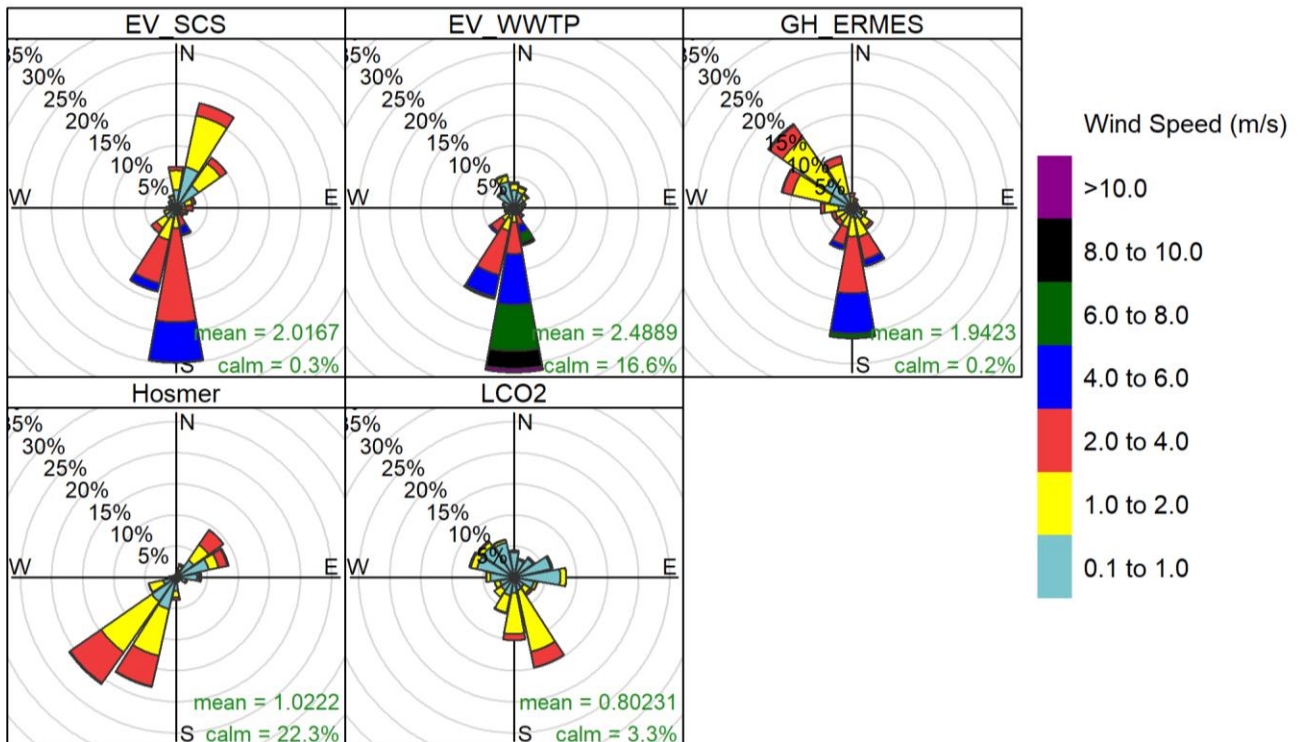 EV_SCS
N
35%
30%
25%
20%
15%
10%
5%
W
E
mean = 2.0167
S
calm = 0.3%
EV_WWTP
N
35%
30%
25%
20%
15%
10%
5%
W
E
mean = 2.4889
calm = 16.6%
GH_ERMES
N
35%
30%
25%
20%
15%
10%
5%
W
E
mean = 1.9423
S
calm = 0.2%
Hosmer
N
35%
30%
25%
20%
15%
10%
5%
W
E
mean = 1.0222
S
calm = 22.3%
LCO2
N
35%
30%
25%
20%
15%
10%
5%
W
E
mean = 0.80231
S
calm = 3.3%
Wind Speed (m/s)
>10.0
8.0 to 10.0
6.0 to 8.0
4.0 to 6.0
2.0 to 4.0
1.0 to 2.0
0.1 to 1.0